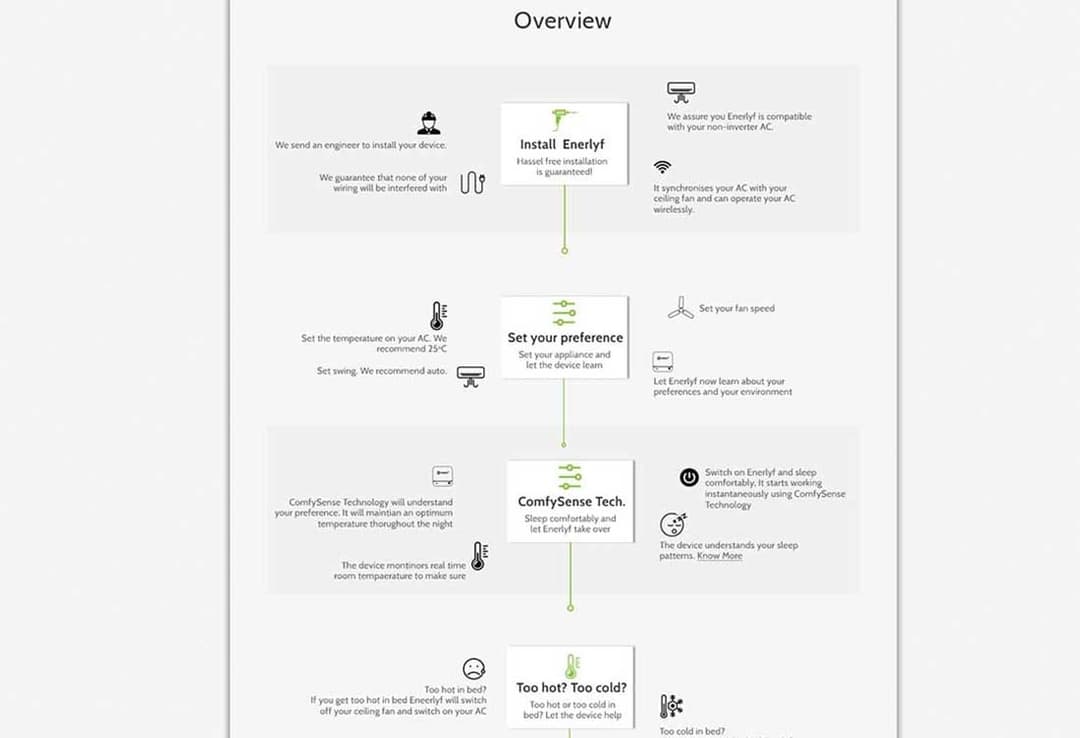 Overview
We send an engineer to install your device.
We guarantee that none of your
wiring will be interfered with
Install Enerlyf
Hassel free installation
is guaranteed!
We assure you Enerlyf is compatible
with your non-inverter AC.
It synchronises your AC with your
ceiling fan and can operate your AC
wirelessly.
Set the temperature on your AC. We
recommend 25°C
Set swing. We recommend auto.
Set your preference
Set your appliance and
let the device learn
Set your fan speed
Let Enerlyf now learn about your
preferences and your environment
ComfySense Technology will understand
your preference. It will maintian an optimum
temperature thorughout the night
The device montinors real time
room tempaerature to make sure
ComfySense Tech.
Sleep comfortably and
let Enerlyf take over
Switch on Enerlyf and sleep
comfortably. It starts working
instantaneously using ComfySense
Technology
The device understands your sleep
patterns. Know More
Too hot in bed?
If you get too hot in bed Eneerlyf will switch
off your ceiling fan and switch on your AC
Too hot? Too cold?
Too hot or too cold in
bed? Let the device help
Too cold in bed?